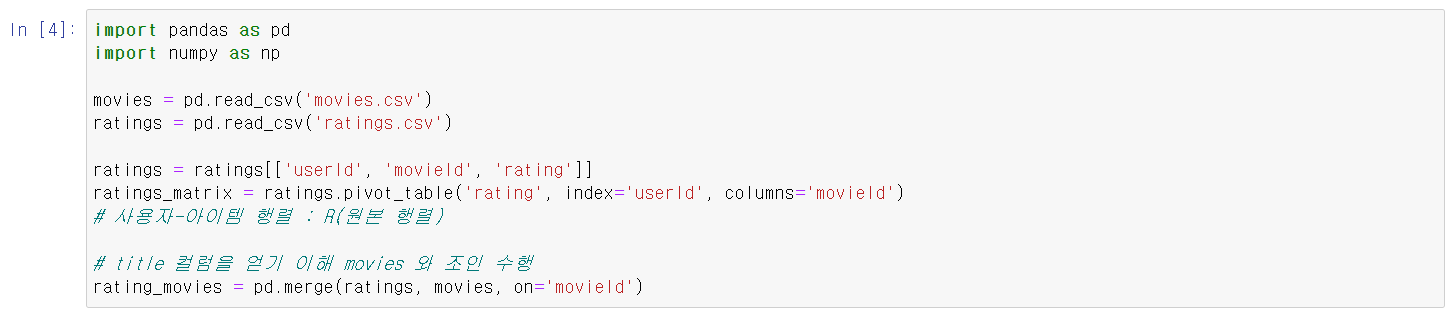 In [4]: import pandas as pd
import numpy as np
movies = pd.read_csv('movies.csv')
ratings = pd.read_csv('ratings.csv')
ratings = ratings[['userId', 'movieId', 'rating']]
ratings_matrix = ratings.pivot_table('rating', index='userId', columns='movieId')
# 사용자-아이템 행렬 : R(원본 행렬)
# title 컬럼을 얻기 이해 movies 와 조인 수행
rating_movies = pd.merge(ratings, movies, on='movieId')